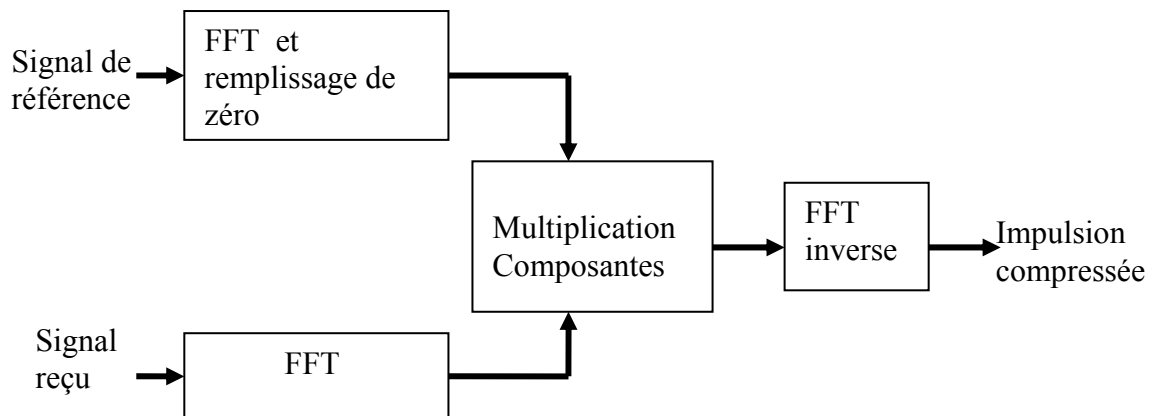 Signal de
référence
FFT et
remplissage de
zéro
Multiplication
Composantes
FFT
inverse
Impulsion
compressée
Signal
reçu
FFT